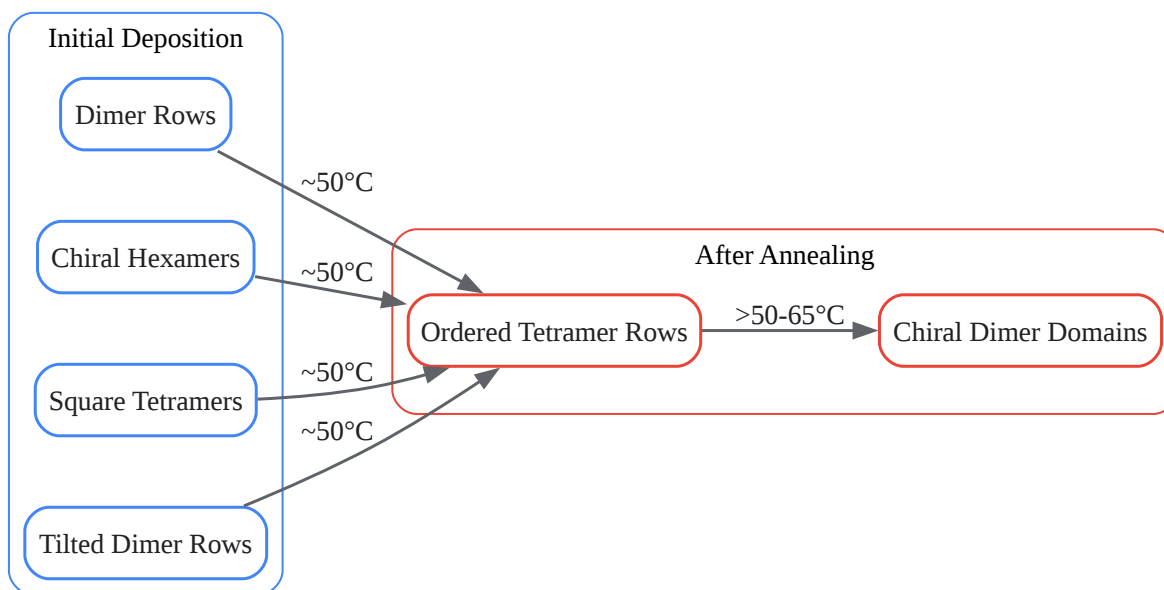 Initial Deposition
Dimer Rows
~50°C
Chiral Hexamers
~50°C
After Annealing
Ordered Tetramer Rows
>50-65°C
Chiral Dimer Domains
~50°C
Square Tetramers
~50°C
Tilted Dimer Rows